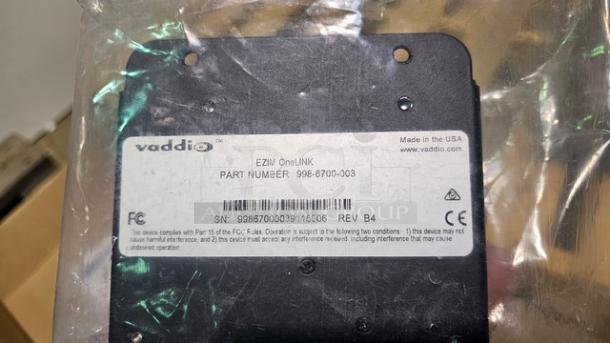 vaddio™
Made in the USA
www.vaddio.com
EZIM OneLINK
PART NUMBER: 998-6700-003
SN: 99867000039116006 REV B4
FC
CE
This device complies with Part 15 of the FCC Rules. Operation is subject to the following two conditions: 1) this device may not
cause harmful interference, and 2) this device must accept any interference received, including interference that may cause
undesired operation.